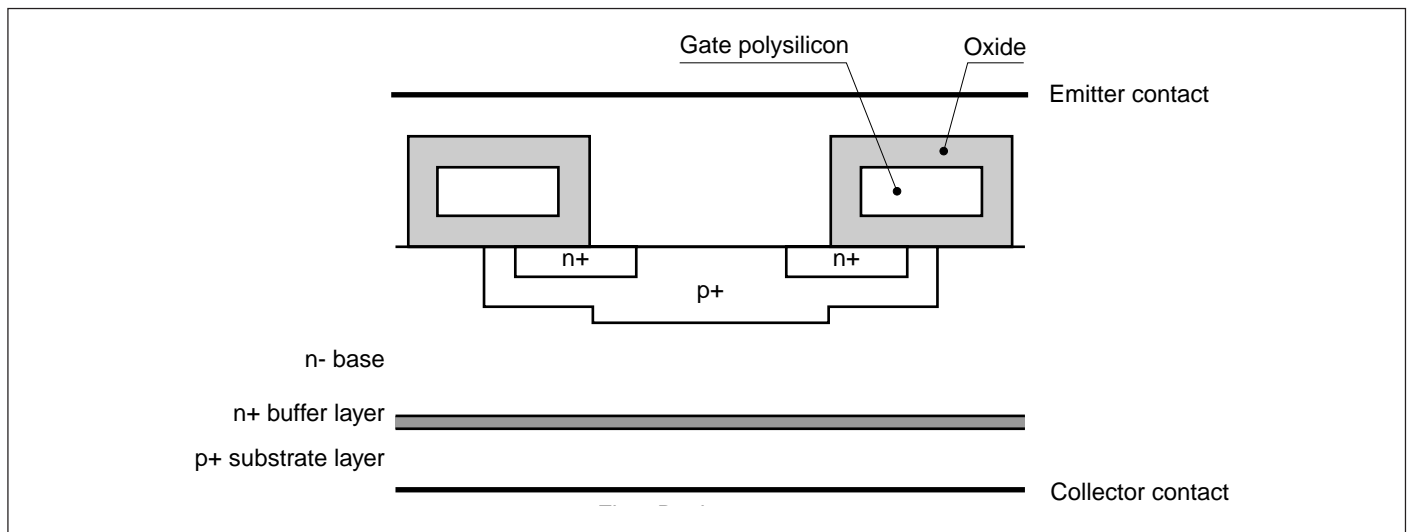 Gate polysilicon
Oxide
Emitter contact
n+
n+
p+
n- base
n+ buffer layer
p+ substrate layer
Collector contact